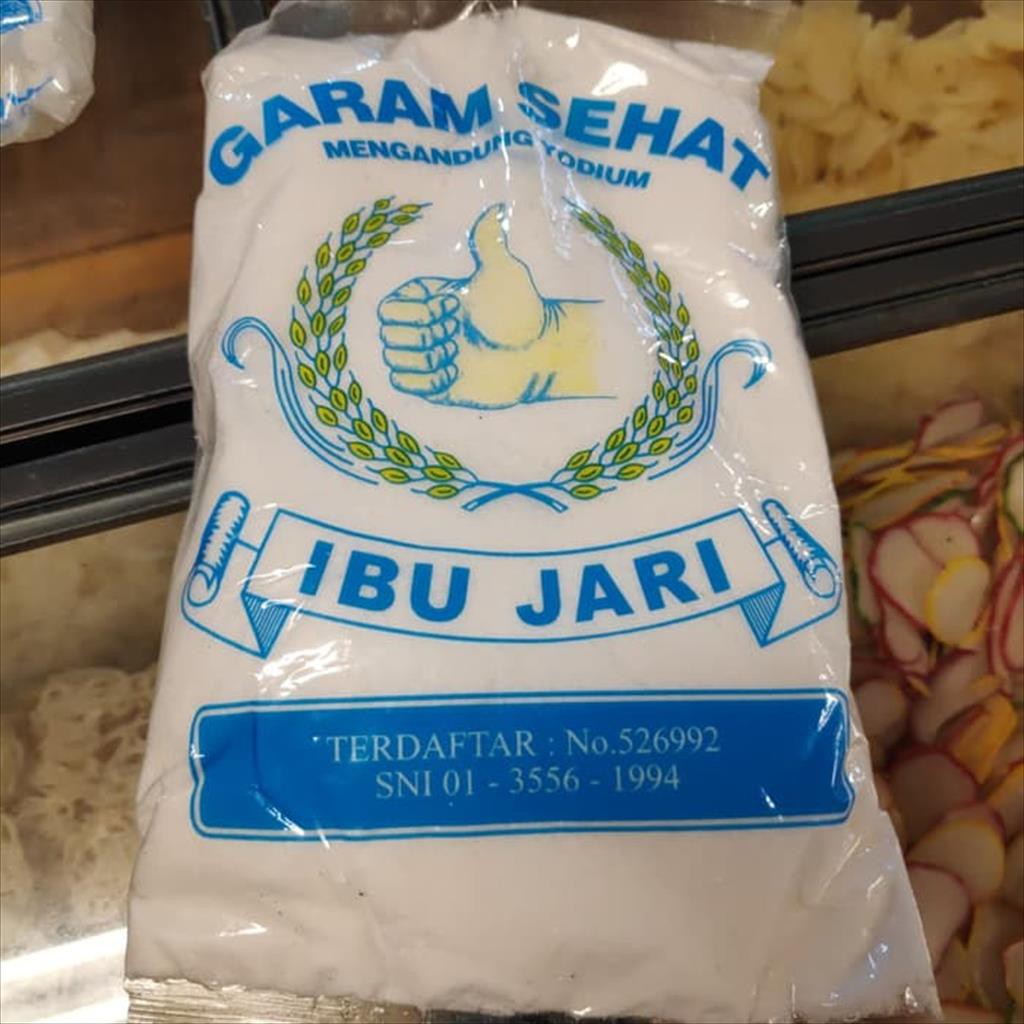 GARAM SEHAT
MENGANDUNG YODIUM
IBU JARI
TERDAFTAR : No.526992
SNI 01 - 3556 - 1994